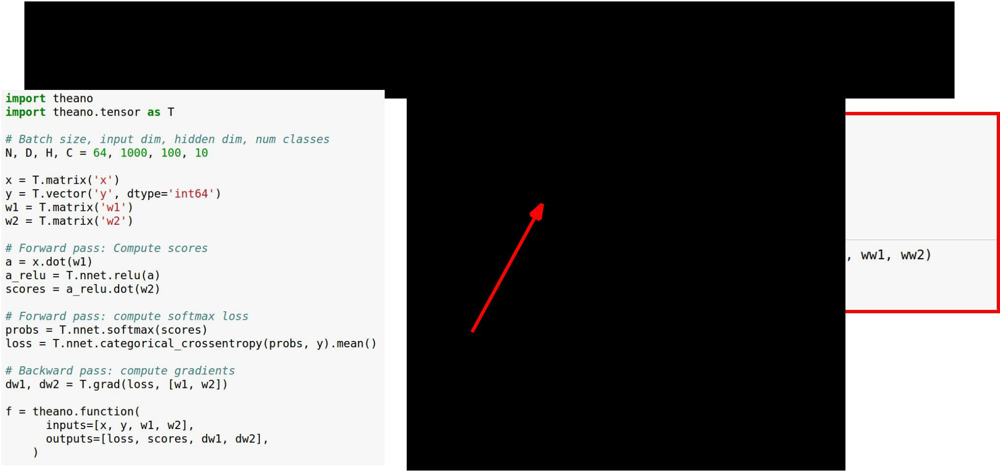 import theano
import theano.tensor as T

# Batch size, input dim, hidden dim, num classes
N, D, H, C = 64, 1000, 100, 10

x = T.matrix('x')
y = T.vector('y', dtype='int64')
w1 = T.matrix('w1')
w2 = T.matrix('w2')

# Forward pass: Compute scores
a = x.dot(w1)
a_relu = T.nnet.relu(a)
scores = a_relu.dot(w2)

# Forward pass: compute softmax loss
probs = T.nnet.softmax(scores)
loss = T.nnet.categorical_crossentropy(probs, y).mean()

# Backward pass: compute gradients
dw1, dw2 = T.grad(loss, [w1, w2])

f = theano.function(
      inputs=[x, y, w1, w2],
      outputs=[loss, scores, dw1, dw2],
    )
, ww1, ww2)